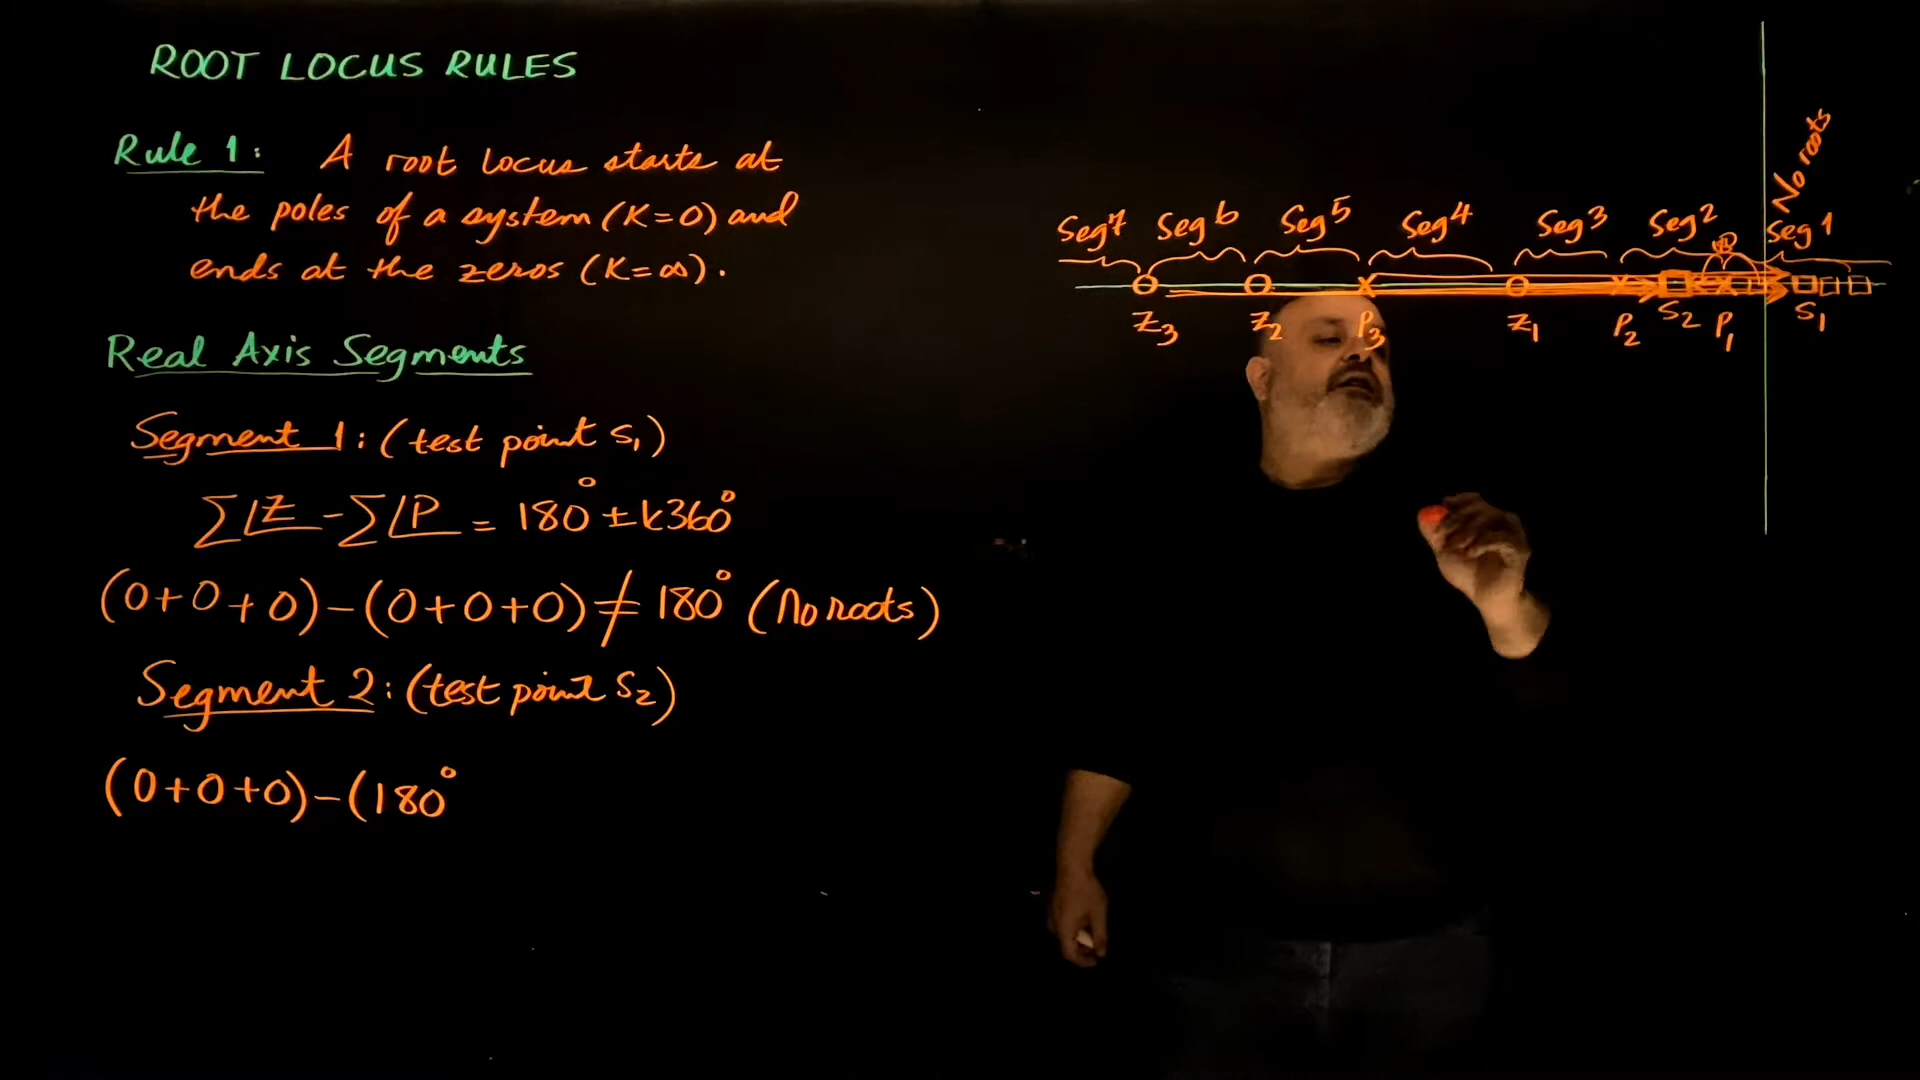 ROOT LOCUS RULES
Rule 1: A root locus starts at
the poles of a system (K=0) and
ends at the zeros (K=∞).
Real Axis Segments
Segment 1: (test point S₁)
∑∠Z - ∑∠P = 180° ± k360°
(0+0+0)-(0+0+0) ≠ 180° (No roots)
Segment 2: (test point S₂)
(0+0+0)-(180°
No roots
Seg7 Seg6 Seg5 Seg4 Seg3 Seg2 Seg1
Z₃ Z₂ P₃ Z₁ P₂ S₂ P₁ S₁